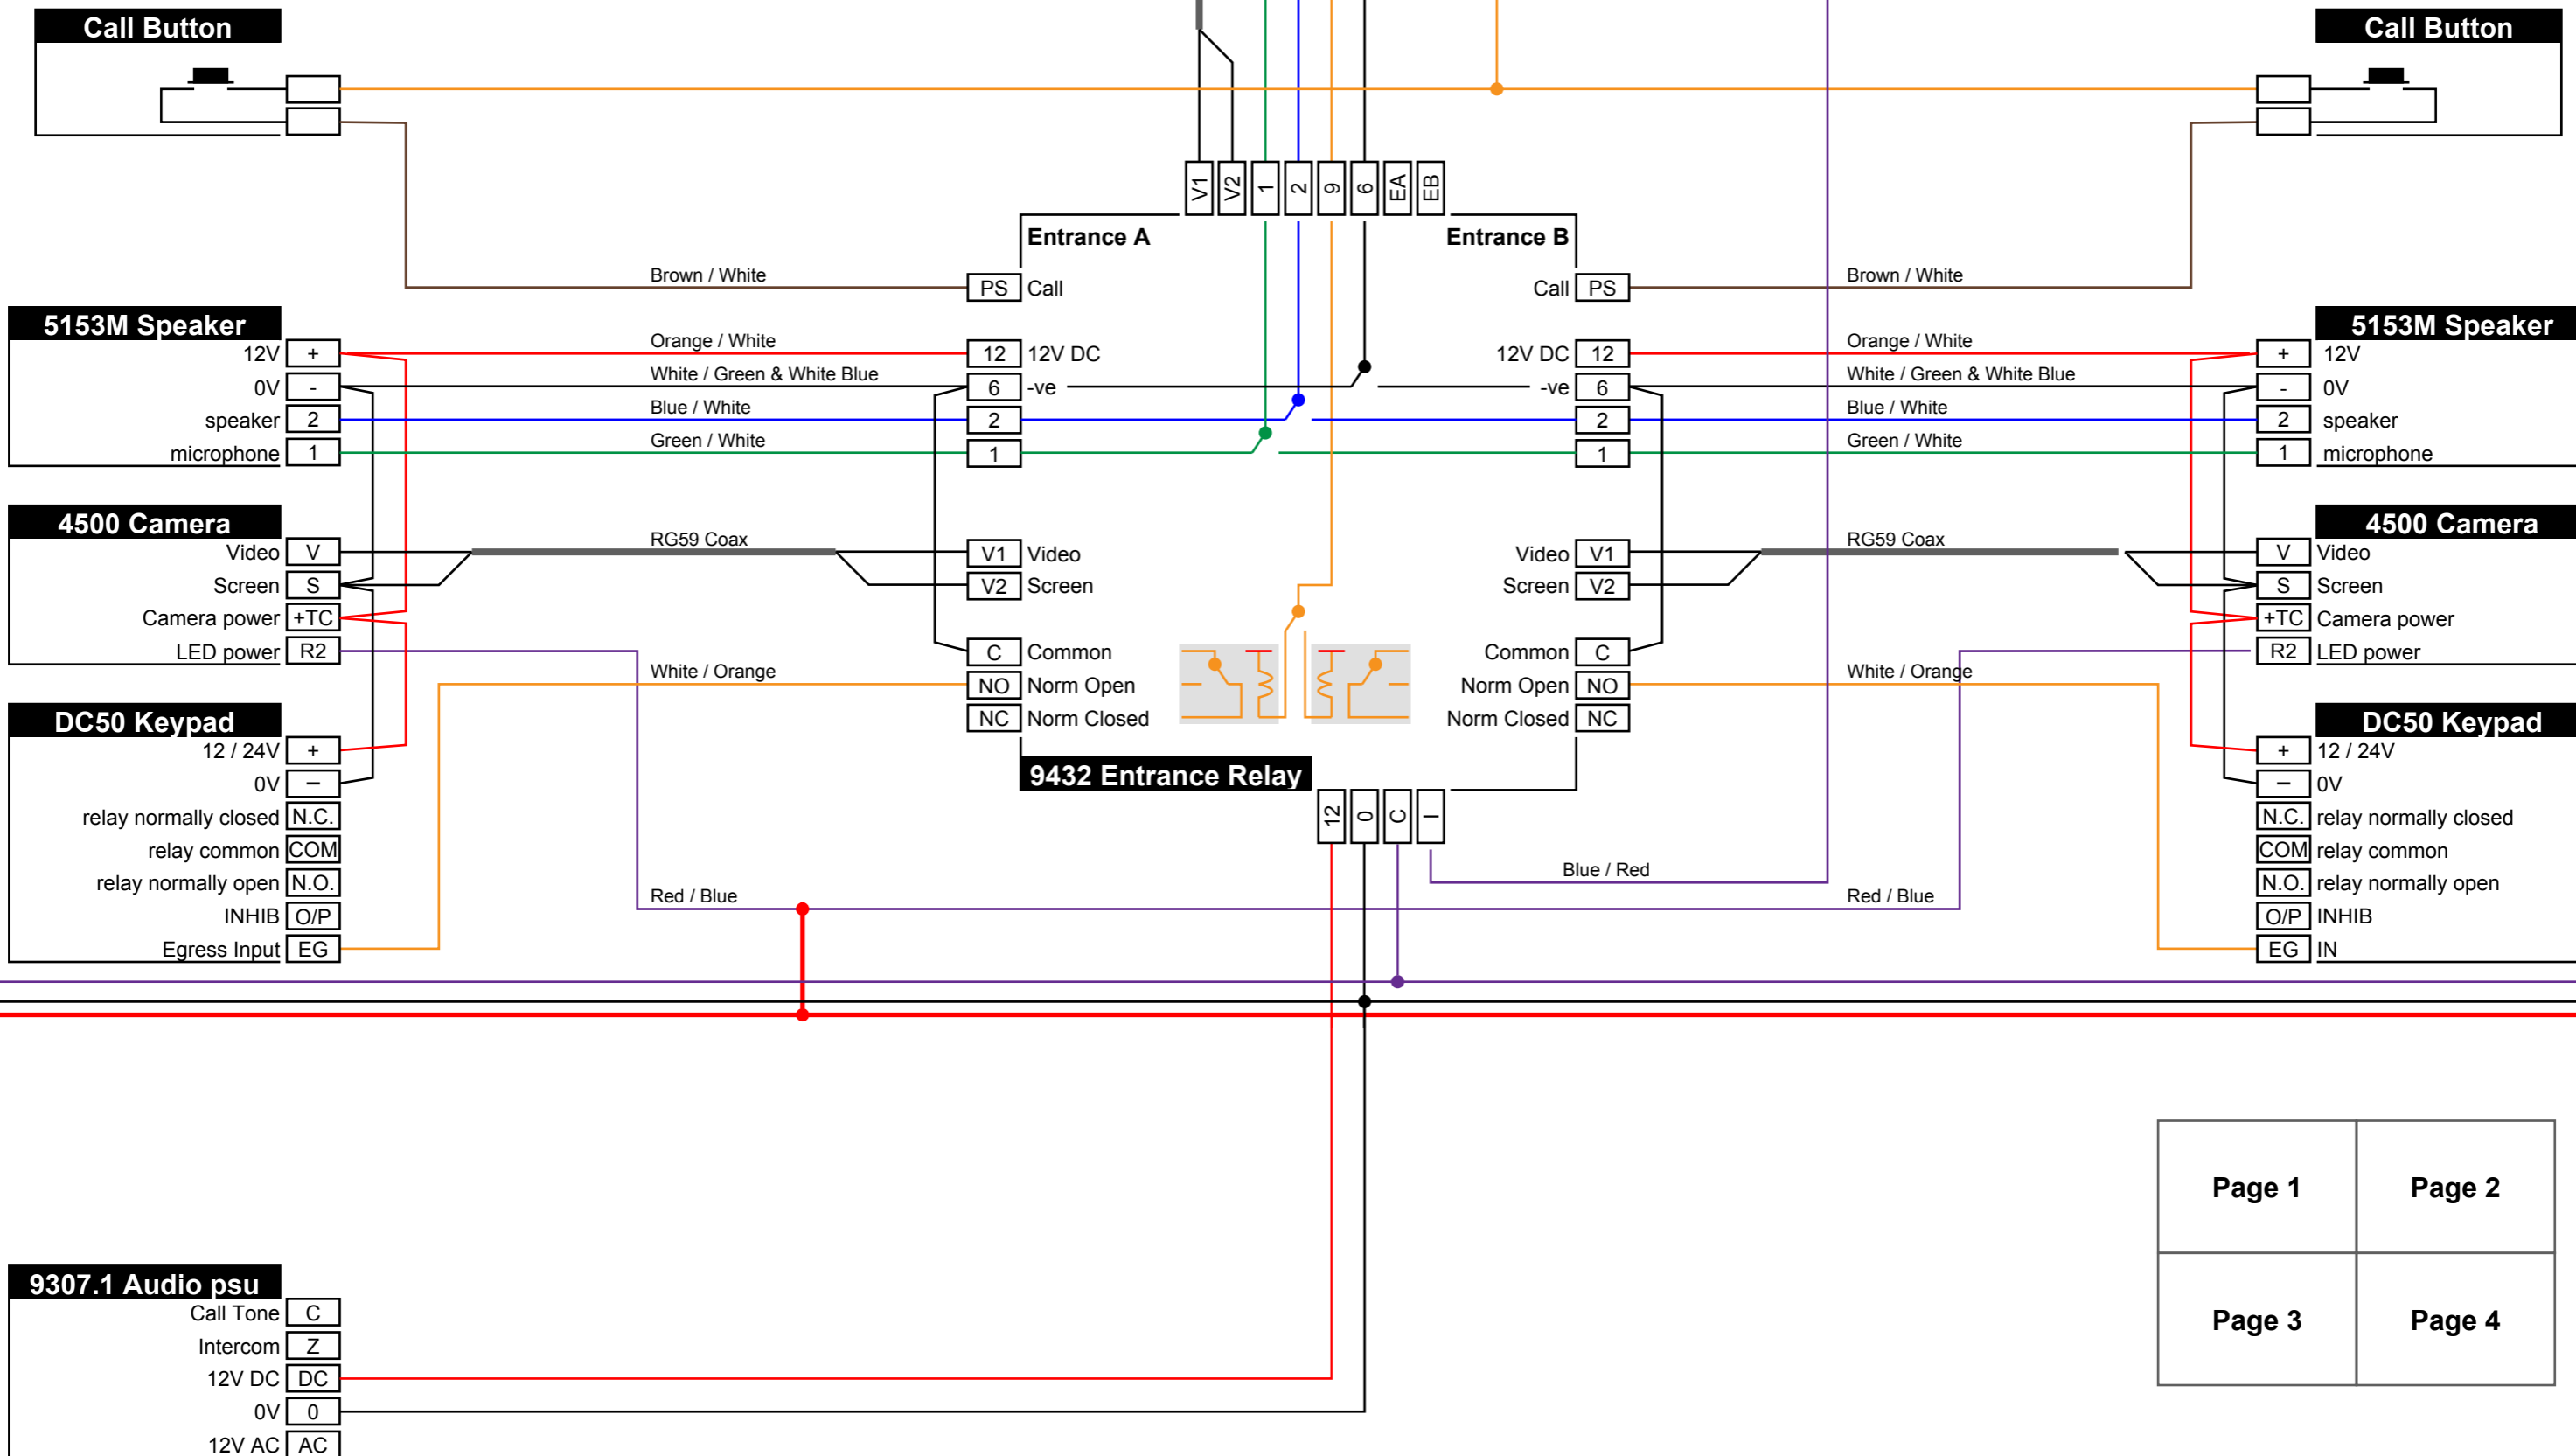 Call Button
Call Button
V1 V2 1 2 9 6 EA EB
Entrance A
Entrance B
Brown / White
PS Call
Call PS
Brown / White
5153M Speaker
12V +
0V -
speaker 2
microphone 1
Orange / White
White / Green & White Blue
Blue / White
Green / White
12 12V DC
6 -ve
2
1
12V DC 12
-ve 6
2
1
Orange / White
White / Green & White Blue
Blue / White
Green / White
5153M Speaker
+ 12V
- 0V
2 speaker
1 microphone
4500 Camera
Video V
Screen S
Camera power +TC
LED power R2
RG59 Coax
V1 Video
V2 Screen
Video V1
Screen V2
RG59 Coax
4500 Camera
V Video
S Screen
+TC Camera power
R2 LED power
White / Orange
C Common
NO Norm Open
NC Norm Closed
Common C
Norm Open NO
Norm Closed NC
White / Orange
DC50 Keypad
12 / 24V +
0V –
relay normally closed N.C.
relay common COM
relay normally open N.O.
INHIB O/P
Egress Input EG
9432 Entrance Relay
12 0 C I
Blue / Red
Red / Blue
Red / Blue
DC50 Keypad
+ 12 / 24V
– 0V
N.C. relay normally closed
COM relay common
N.O. relay normally open
O/P INHIB
EG IN
Page 1 Page 2
Page 3 Page 4
9307.1 Audio psu
Call Tone C
Intercom Z
12V DC DC
0V 0
12V AC AC